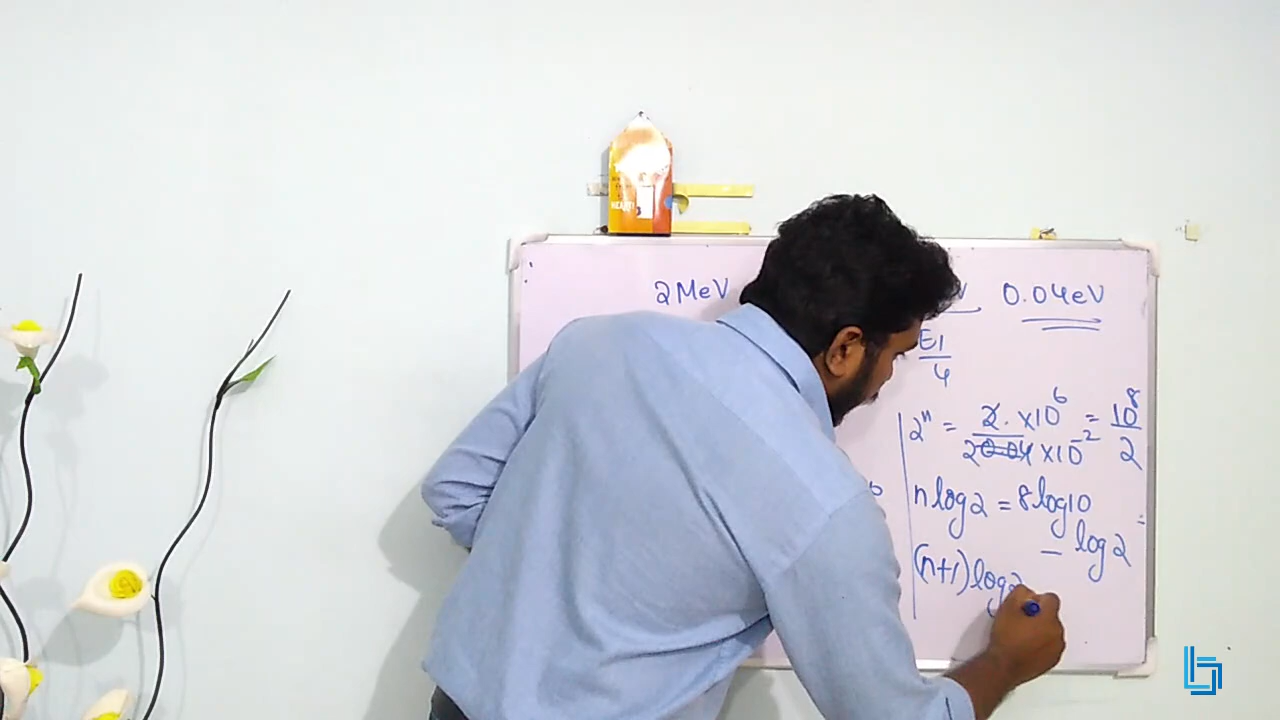 2MeV
0.04eV
E1/4
2ⁿ = 2. ×10⁶ / 2 0.04 ×10⁻² = 10⁸/2
n log2 = 8 log10
− log2 =
(n+1) log2